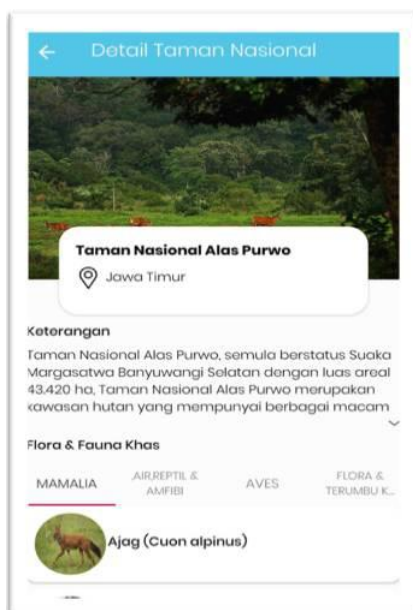 Detail Taman Nasional
Taman Nasional Alas Purwo
Jawa Timur
Keterangan
Taman Nasional Alas Purwo, semula berstatus Suaka
Margasatwa Banyuwangi Selatan dengan luas areal
43.420 ha, Taman Nasional Alas Purwo merupakan
kawasan hutan yang mempunyai berbagai macam
Flora & Fauna Khas
MAMALIA
AIR,REPTIL &
AMFIBI
AVES
FLORA &
TERUMBU K...
Ajag (Cuon alpinus)